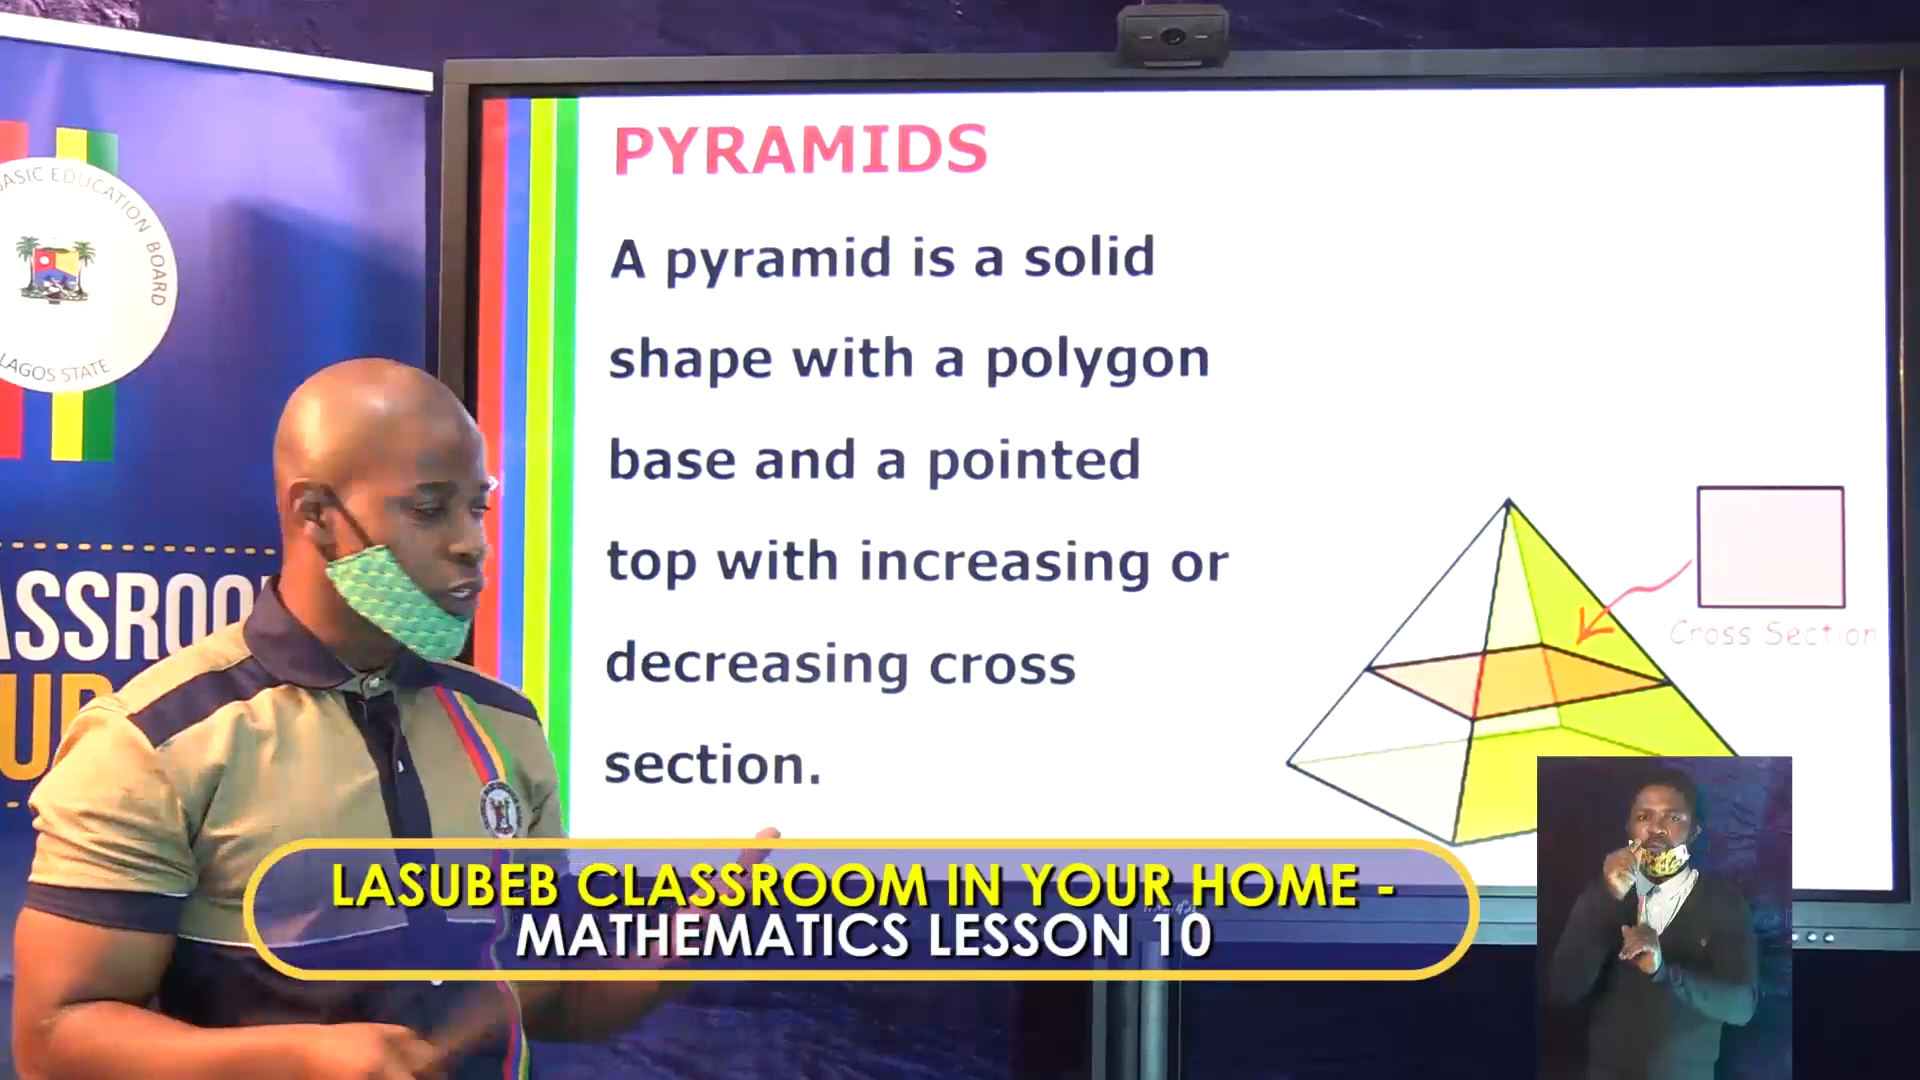 PYRAMIDS
A pyramid is a solid
shape with a polygon
base and a pointed
top with increasing or
decreasing cross
section.
Cross Section
BASIC EDUCATION BOARD
LAGOS STATE
LASUBEB CLASSROOM IN YOUR HOME -
MATHEMATICS LESSON 10